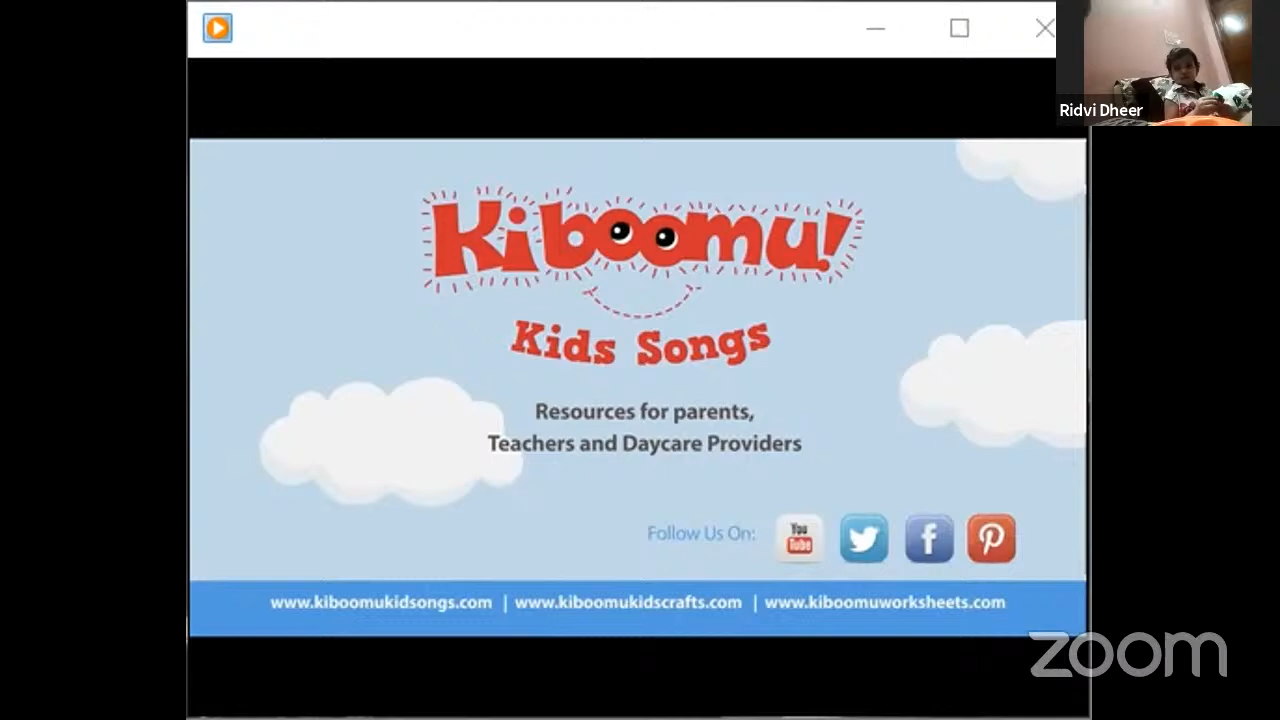 Ridvi Dheer
Kiboomu!
Kids Songs
Resources for parents,
Teachers and Daycare Providers
Follow Us On:
You
Tube
www.kiboomukidsongs.com | www.kiboomukidscrafts.com | www.kiboomuworksheets.com
zoom